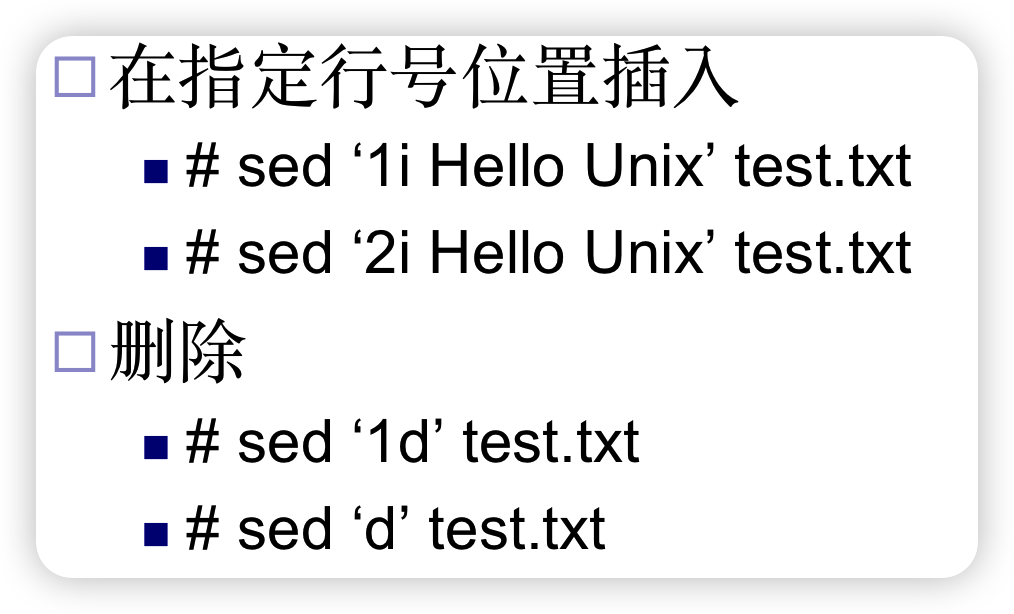 在指定行号位置插入
# sed ‘1i Hello Unix’ test.txt
# sed ‘2i Hello Unix’ test.txt
删除
# sed ‘1d’ test.txt
# sed ‘d’ test.txt